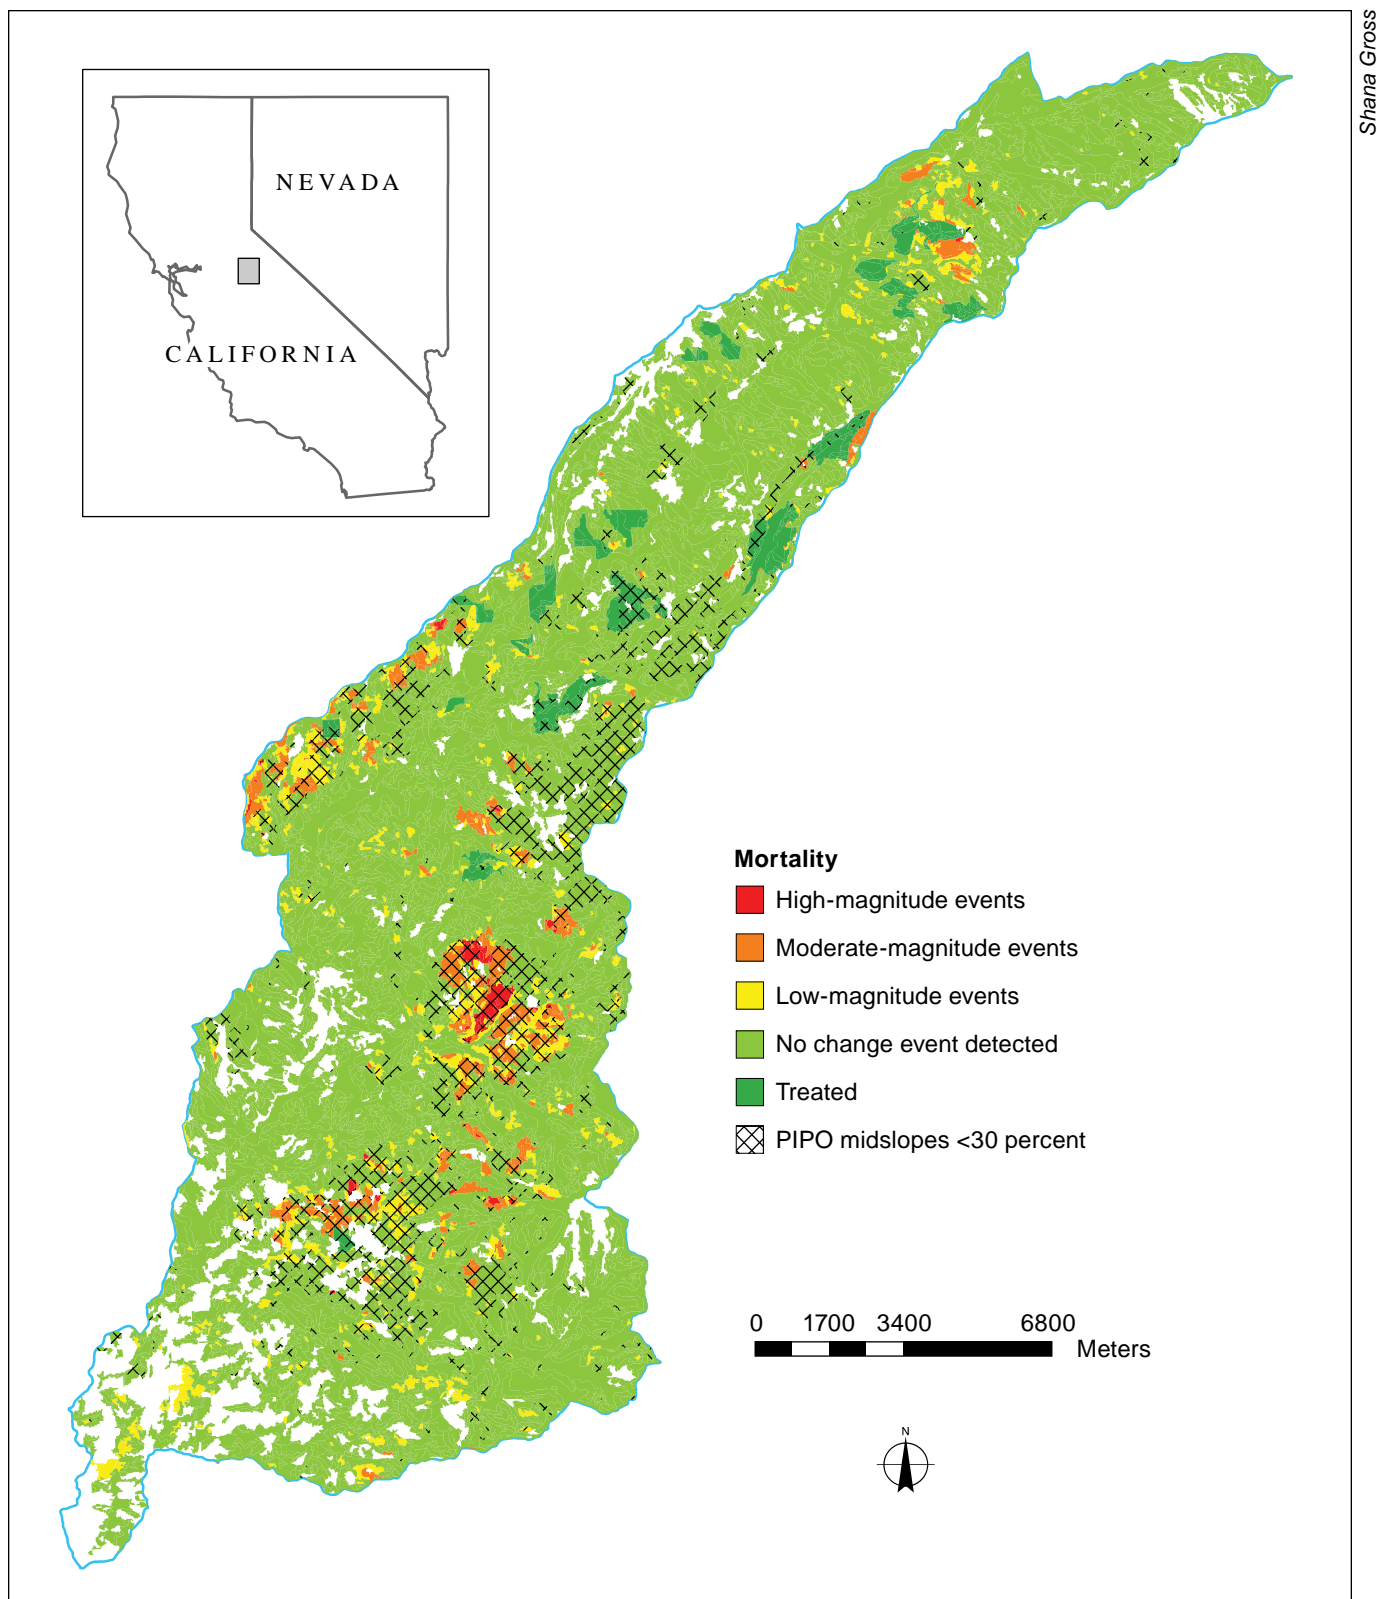 Shana Gross
NEVADA
CALIFORNIA
Mortality
High-magnitude events
Moderate-magnitude events
Low-magnitude events
No change event detected
Treated
PIPO midslopes <30 percent
0 1700 3400 6800
Meters
N